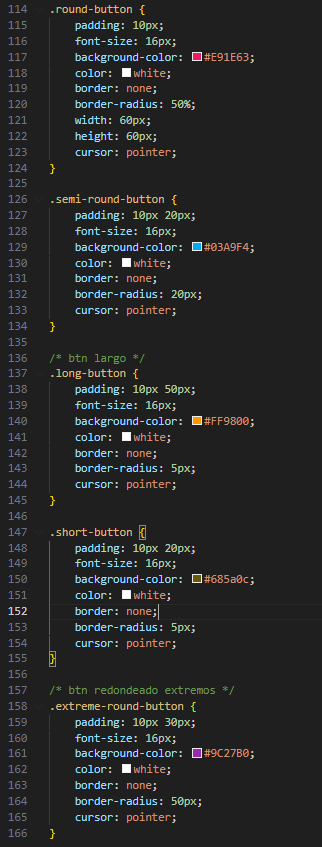 114 .round-button {
115     padding: 10px;
116     font-size: 16px;
117     background-color: #E91E63;
118     color: white;
119     border: none;
120     border-radius: 50%;
121     width: 60px;
122     height: 60px;
123     cursor: pointer;
124 }
125
126 .semi-round-button {
127     padding: 10px 20px;
128     font-size: 16px;
129     background-color: #03A9F4;
130     color: white;
131     border: none;
132     border-radius: 20px;
133     cursor: pointer;
134 }
135
136 /* btn largo */
137 .long-button {
138     padding: 10px 50px;
139     font-size: 16px;
140     background-color: #FF9800;
141     color: white;
142     border: none;
143     border-radius: 5px;
144     cursor: pointer;
145 }
146
147 .short-button {
148     padding: 10px 20px;
149     font-size: 16px;
150     background-color: #685a0c;
151     color: white;
152     border: none;
153     border-radius: 5px;
154     cursor: pointer;
155 }
156
157 /* btn redondeado extremos */
158 .extreme-round-button {
159     padding: 10px 30px;
160     font-size: 16px;
161     background-color: #9C27B0;
162     color: white;
163     border: none;
164     border-radius: 50px;
165     cursor: pointer;
166 }